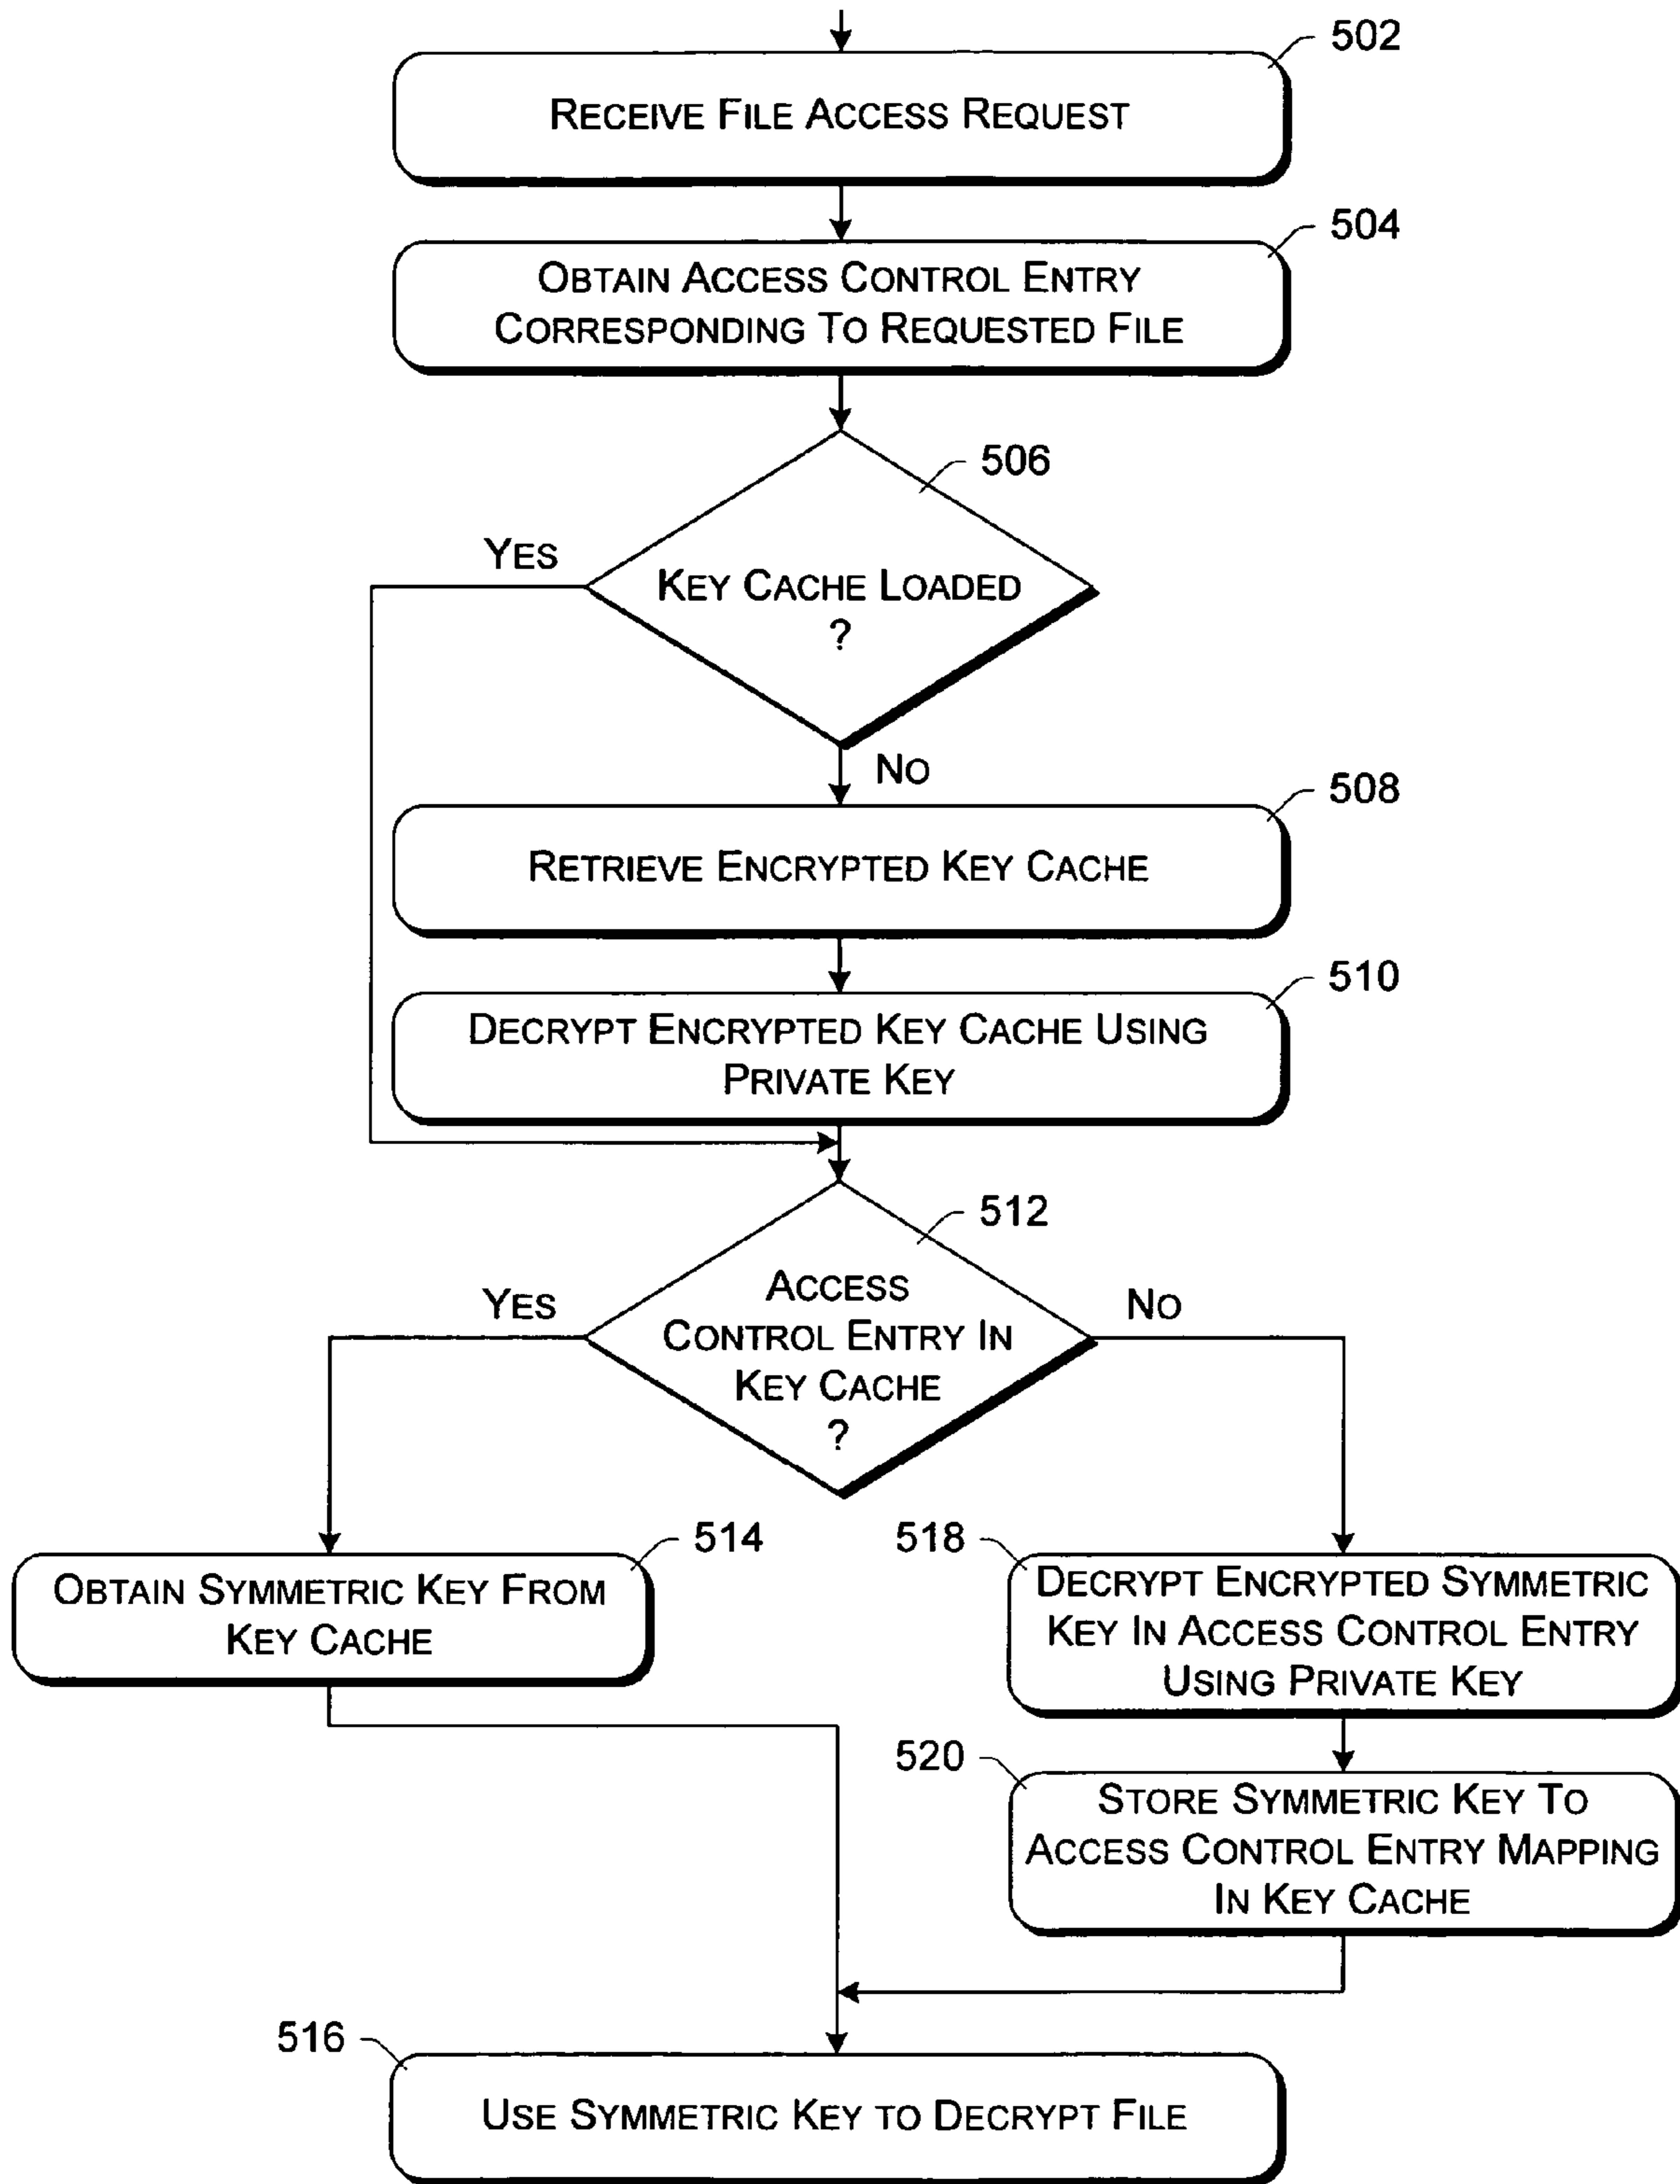 502
RECEIVE FILE ACCESS REQUEST
504
OBTAIN ACCESS CONTROL ENTRY
CORRESPONDING TO REQUESTED FILE
506
YES
KEY CACHE LOADED
?
NO
508
RETRIEVE ENCRYPTED KEY CACHE
510
DECRYPT ENCRYPTED KEY CACHE USING
PRIVATE KEY
512
YES
ACCESS
CONTROL ENTRY IN
KEY CACHE
?
NO
514
OBTAIN SYMMETRIC KEY FROM
KEY CACHE
518
DECRYPT ENCRYPTED SYMMETRIC
KEY IN ACCESS CONTROL ENTRY
USING PRIVATE KEY
520
STORE SYMMETRIC KEY TO
ACCESS CONTROL ENTRY MAPPING
IN KEY CACHE
516
USE SYMMETRIC KEY TO DECRYPT FILE